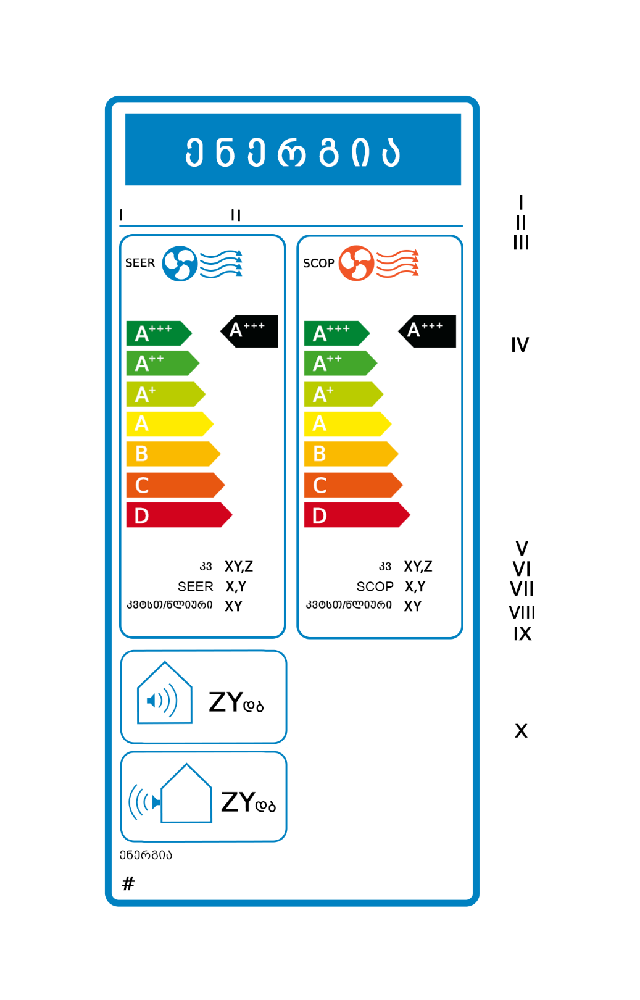 ენერგია
I II
I
II
III
SEER
SCOP
A+++ A+++
A++
A+
A
B
C
D
A+++ A+++
A++
A+
A
B
C
D
IV
კვ XY,Z
SEER X,Y
კვტსთ/წლიური XY
კვ XY,Z
SCOP X,Y
კვტსთ/წლიური XY
V
VI
VII
VIII
IX
ZYდბ
X
ZYდბ
ენერგია
#